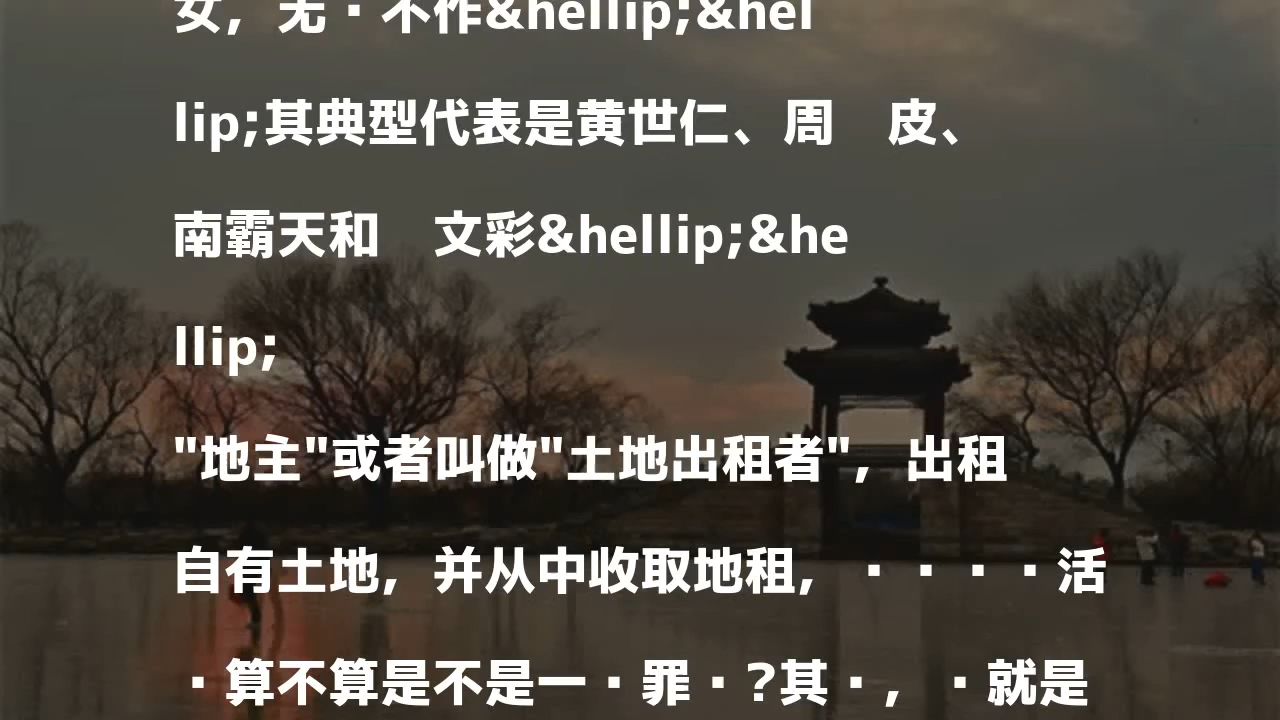 女，无·不作&hellip;&hel
lip;其典型代表是黄世仁、周　皮、
南霸天和　文彩&hellip;&he
llip;
"地主"或者叫做"土地出租者"，出租
自有土地，并从中收取地租，····活
·算不算是不是一·罪·?其·，·就是